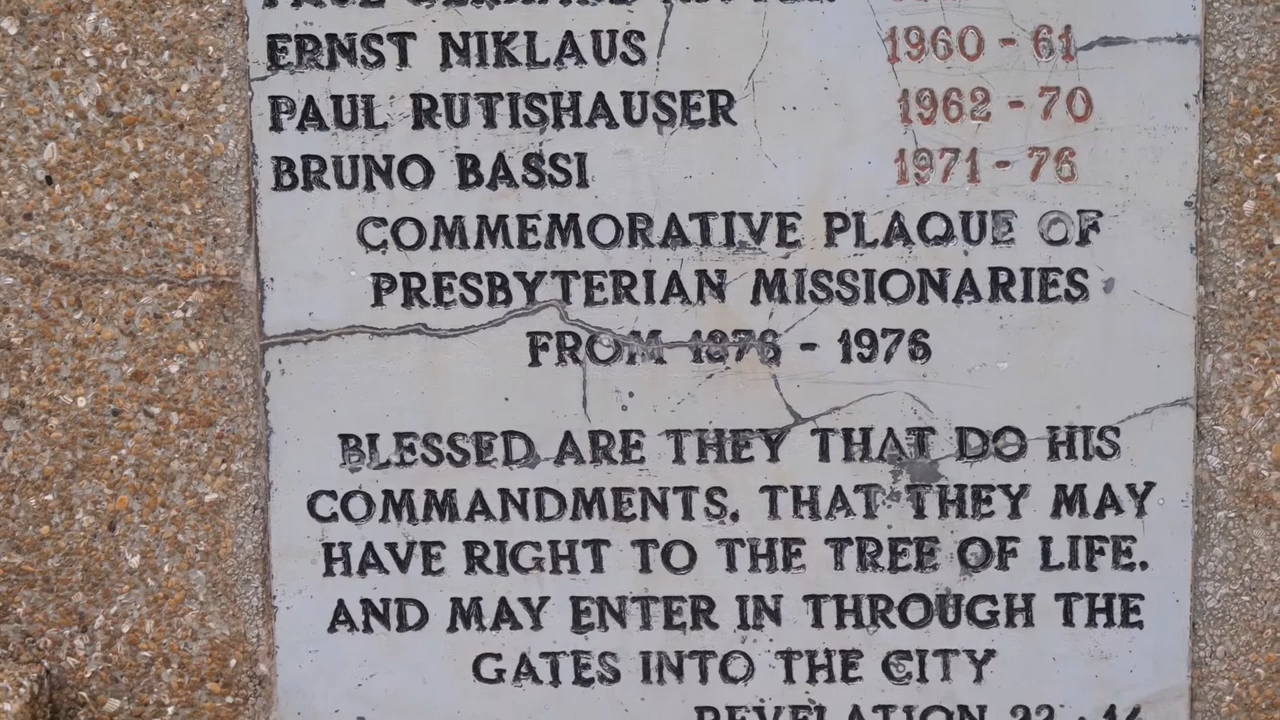 ERNST NIKLAUS 1960 - 61
PAUL RUTISHAUSER 1962 - 70
BRUNO BASSI 1971 - 76
COMMEMORATIVE PLAQUE OF
PRESBYTERIAN MISSIONARIES
FROM 1876 - 1976
BLESSED ARE THEY THAT DO HIS
COMMANDMENTS. THAT THEY MAY
HAVE RIGHT TO THE TREE OF LIFE.
AND MAY ENTER IN THROUGH THE
GATES INTO THE CITY
REVELATION 22 : 14